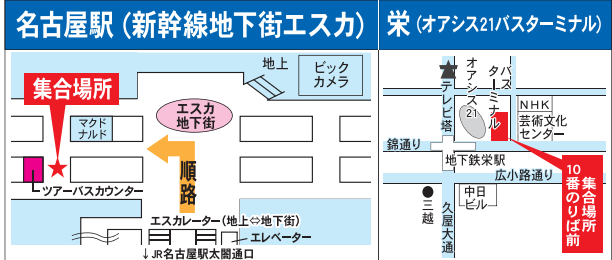 名古屋駅(新幹線地下街エスカ)
地上
ビック
カメラ
集合場所
エスカ
地下街
マクド
ナルド
順路
ツアーバスカウンター
エスカレーター(地上⇔地下街)
エレベーター
↓JR名古屋駅太閤通口
栄(オアシス21バスターミナル)
テレビ塔
オアシス21
バスターミナル
NHK
芸術文化
センター
錦通り
地下鉄栄駅
広小路通り
三越
久屋大通
中日
ビル
集合場所
10番のりば前